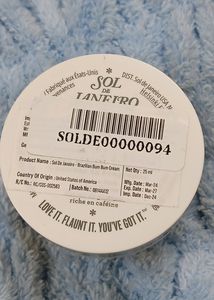 Fabriqué aux États-Unis
DIST. Sol de Janeiro USA
SOL
DE
JANEIRO
SOLDE00000094
Product Name : Sol De Janeiro - Brazilian Bum Bum Cream
Net Qty : 25 ml
Country Of Origin : United States of America
Mfg. Date : Mar-24
Exp. Date : Mar-27
Imp. Date : Dec-24
Batch No :
riche en caféine
LOVE IT. FLAUNT IT. YOU'VE GOT IT.™